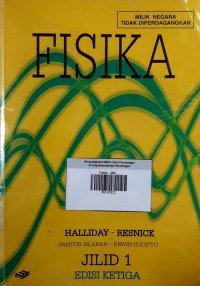 MILIK NEGARA
TIDAK DIPERDAGANGKAN
FISIKA
HALLIDAY - RESNICK
PANTUR SILABAN - ERWIN SUCIPTO
JILID 1
EDISI KETIGA